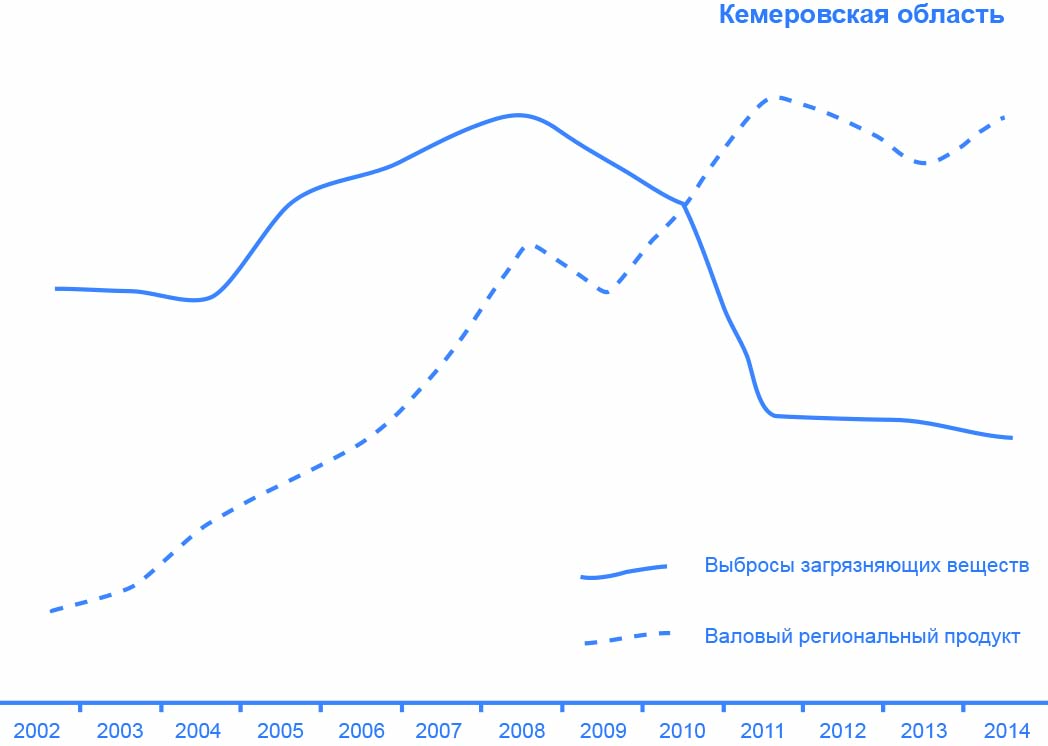 Кемеровская область
Выбросы загрязняющих веществ
Валовый региональный продукт
2002 2003 2004 2005 2006 2007 2008 2009 2010 2011 2012 2013 2014